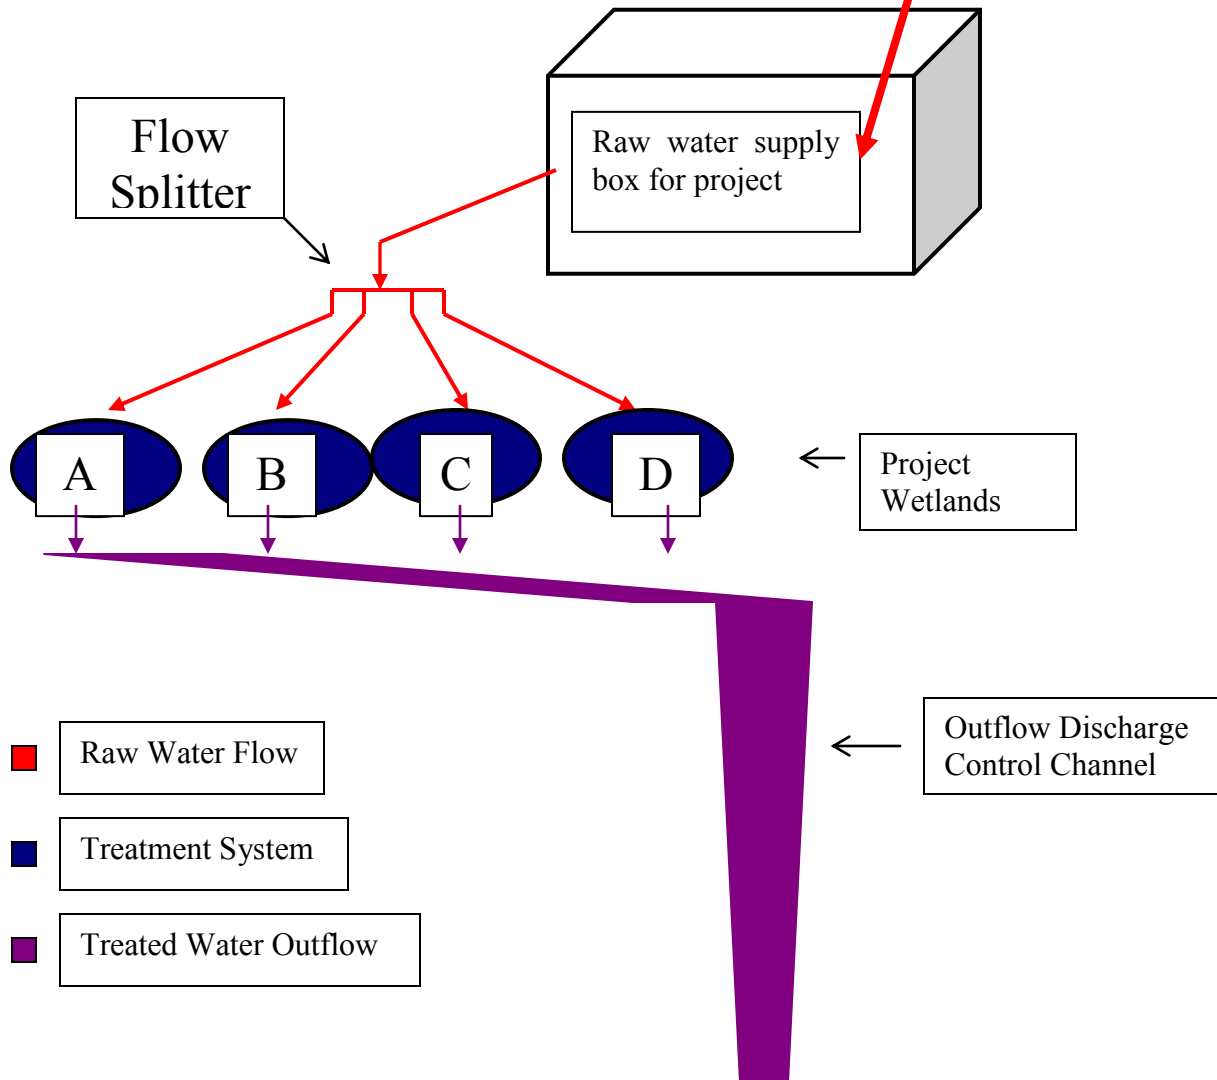 Flow
Splitter
Raw water supply
box for project
A
B
C
D
Project
Wetlands
Outflow Discharge
Control Channel
Raw Water Flow
Treatment System
Treated Water Outflow